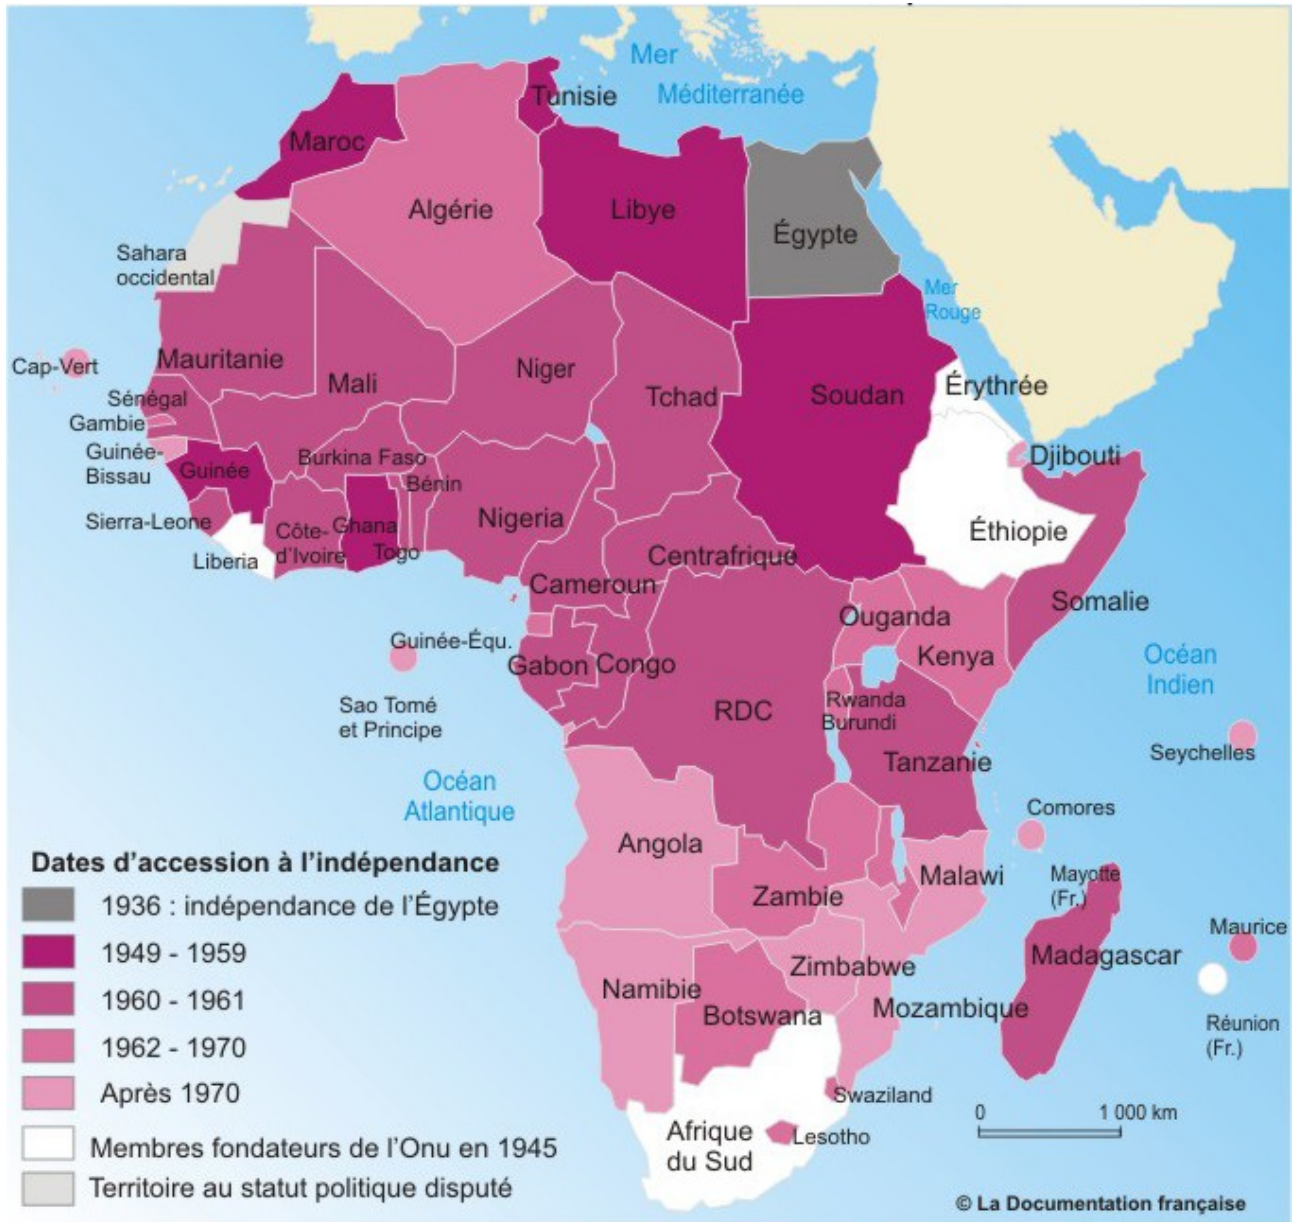 Mer
Méditerranée
Tunisie
Maroc
Algérie
Libye
Égypte
Sahara
occidental
Mer
Rouge
Cap-Vert
Mauritanie
Mali
Niger
Tchad
Soudan
Érythrée
Sénégal
Gambie
Guinée-
Bissau
Guinée
Burkina Faso
Bénin
Djibouti
Sierra-Leone
Liberia
Côte-
d'Ivoire
Ghana
Togo
Nigeria
Centrafrique
Éthiopie
Cameroun
Somalie
Ouganda
Guinée-Équ.
Gabon
Congo
Kenya
Océan
Indien
Sao Tomé
et Principe
RDC
Rwanda
Burundi
Seychelles
Tanzanie
Océan
Atlantique
Comores
Angola
Malawi
Mayotte
(Fr.)
Zambie
Maurice
Madagascar
Zimbabwe
Namibie
Botswana
Mozambique
Réunion
(Fr.)
Swaziland
Afrique
du Sud
Lesotho
0 1 000 km
Dates d'accession à l'indépendance
1936 : indépendance de l'Égypte
1949 - 1959
1960 - 1961
1962 - 1970
Après 1970
Membres fondateurs de l'Onu en 1945
Territoire au statut politique disputé
© La Documentation française